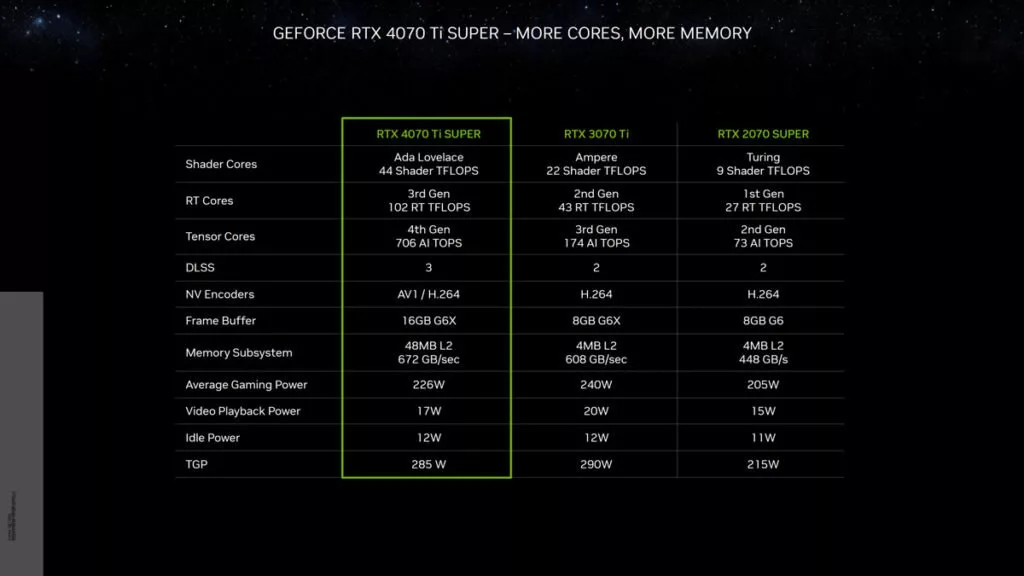 GEFORCE RTX 4070 Ti SUPER – MORE CORES, MORE MEMORY
RTX 4070 Ti SUPER RTX 3070 Ti RTX 2070 SUPER
Shader Cores Ada Lovelace 44 Shader TFLOPS Ampere 22 Shader TFLOPS Turing 9 Shader TFLOPS
RT Cores 3rd Gen 102 RT TFLOPS 2nd Gen 43 RT TFLOPS 1st Gen 27 RT TFLOPS
Tensor Cores 4th Gen 706 AI TOPS 3rd Gen 174 AI TOPS 2nd Gen 73 AI TOPS
DLSS 3 2 2
NV Encoders AV1 / H.264 H.264 H.264
Frame Buffer 16GB G6X 8GB G6X 8GB G6
Memory Subsystem 48MB L2 672 GB/sec 4MB L2 608 GB/sec 4MB L2 448 GB/s
Average Gaming Power 226W 240W 205W
Video Playback Power 17W 20W 15W
Idle Power 12W 12W 11W
TGP 285 W 290W 215W